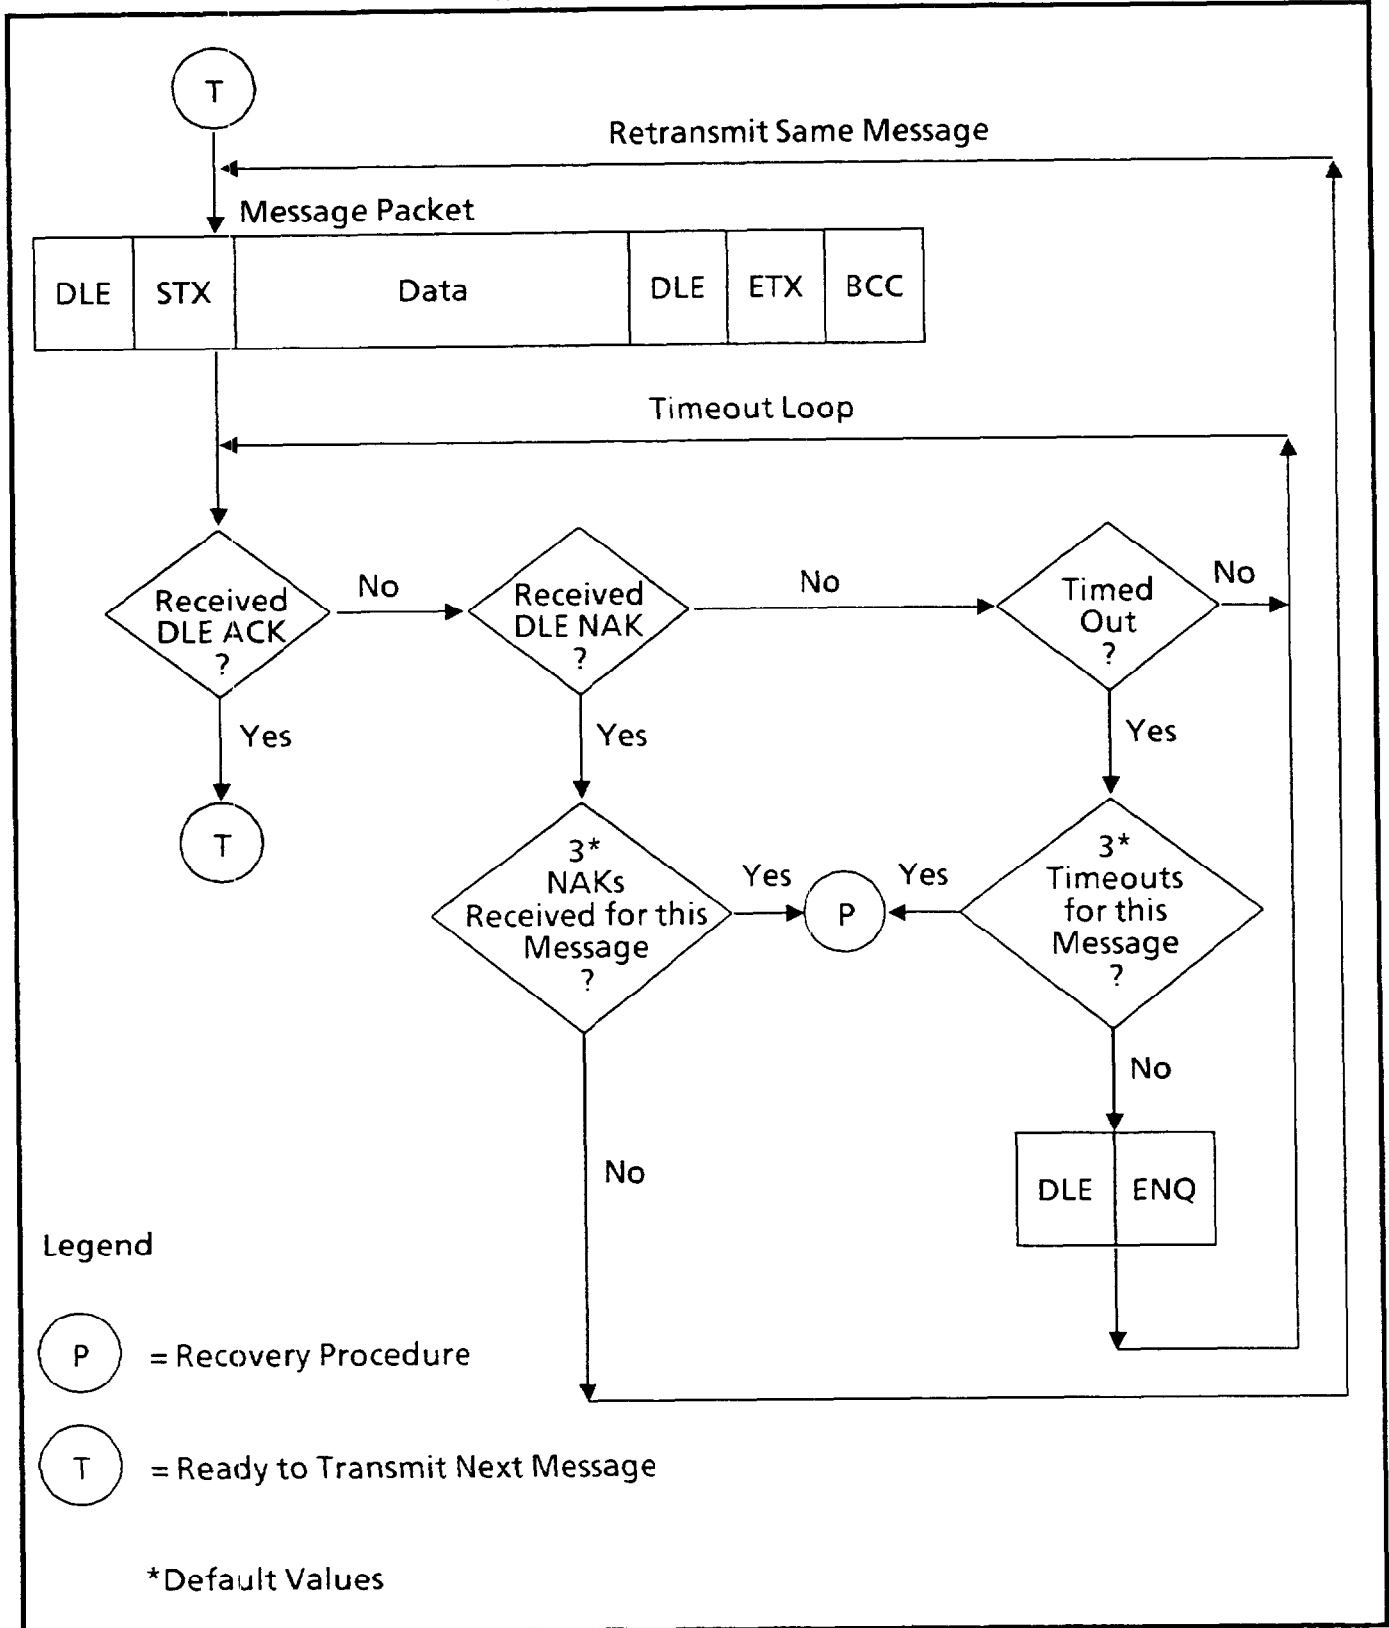 T
Retransmit Same Message
Message Packet
DLE STX Data DLE ETX BCC
Timeout Loop
Received
DLE ACK
?
No
Received
DLE NAK
?
No
Timed
Out
?
No
Yes
Yes
Yes
T
3*
NAKs
Received for this
Message
?
Yes
P
Yes
3*
Timeouts
for this
Message
?
No
No
DLE ENQ
Legend
P = Recovery Procedure
T = Ready to Transmit Next Message
*Default Values